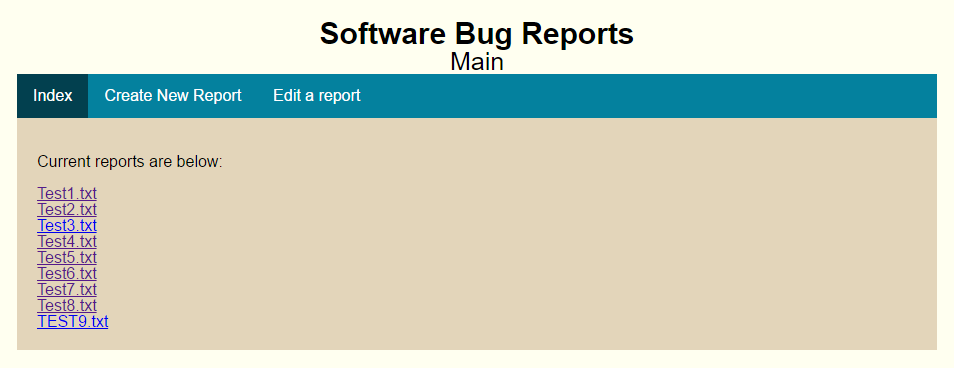 Software Bug Reports
Main
Index Create New Report Edit a report
Current reports are below:
Test1.txt
Test2.txt
Test3.txt
Test4.txt
Test5.txt
Test6.txt
Test7.txt
Test8.txt
TEST9.txt